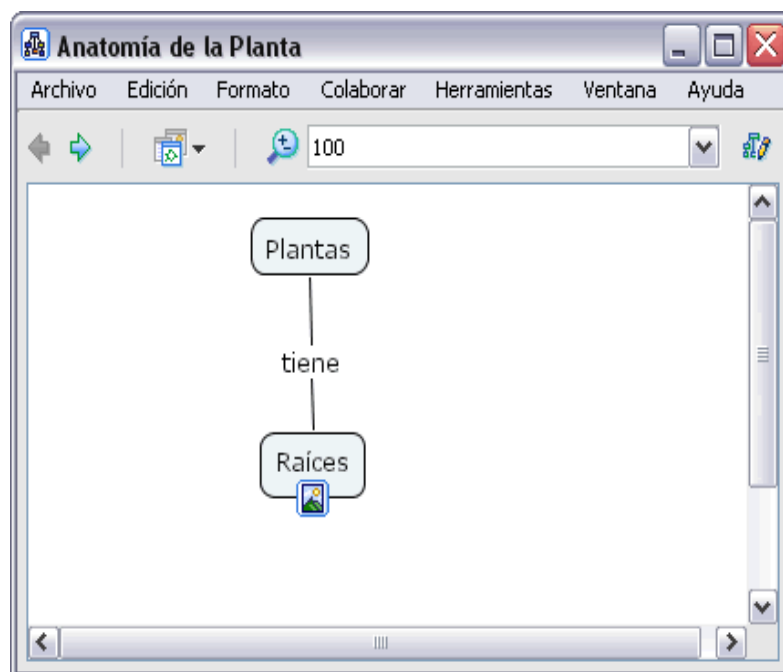 Anatomía de la Planta
Archivo Edición Formato Colaborar Herramientas Ventana Ayuda
100
Plantas
tiene
Raíces